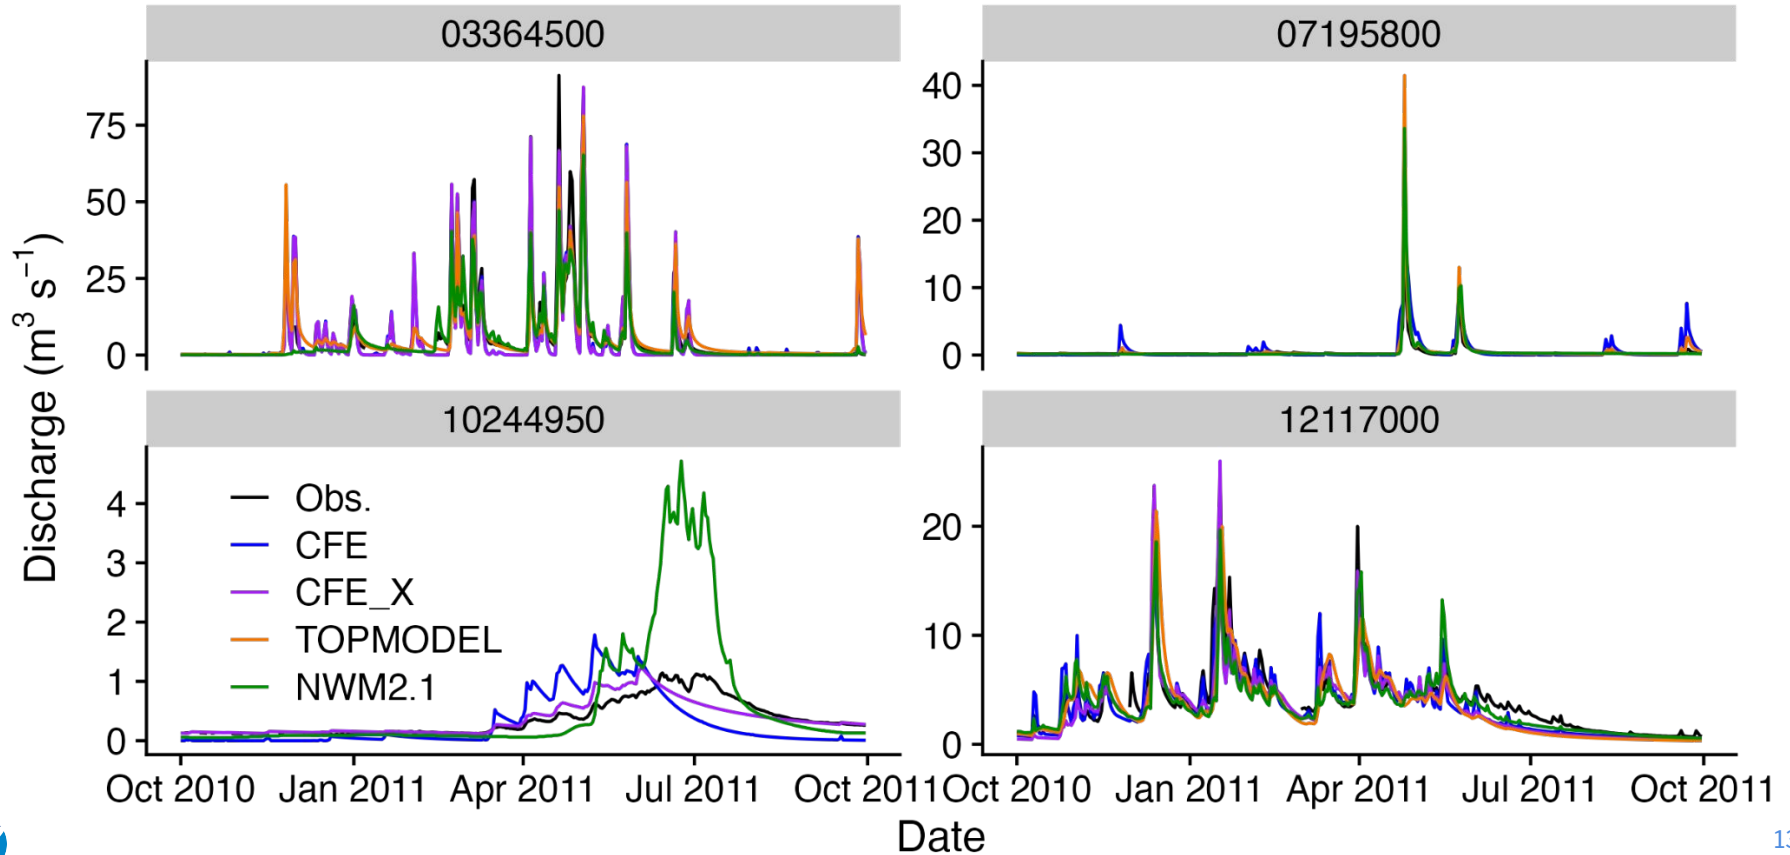 03364500
07195800
75
50
25
0
40
30
20
10
0
Discharge (m³ s⁻¹)
10244950
12117000
4
3
2
1
0
Obs.
CFE
CFE_X
TOPMODEL
NWM2.1
20
10
0
Oct 2010 Jan 2011 Apr 2011 Jul 2011 Oct 2011
Oct 2010 Jan 2011 Apr 2011 Jul 2011 Oct 2011
Date